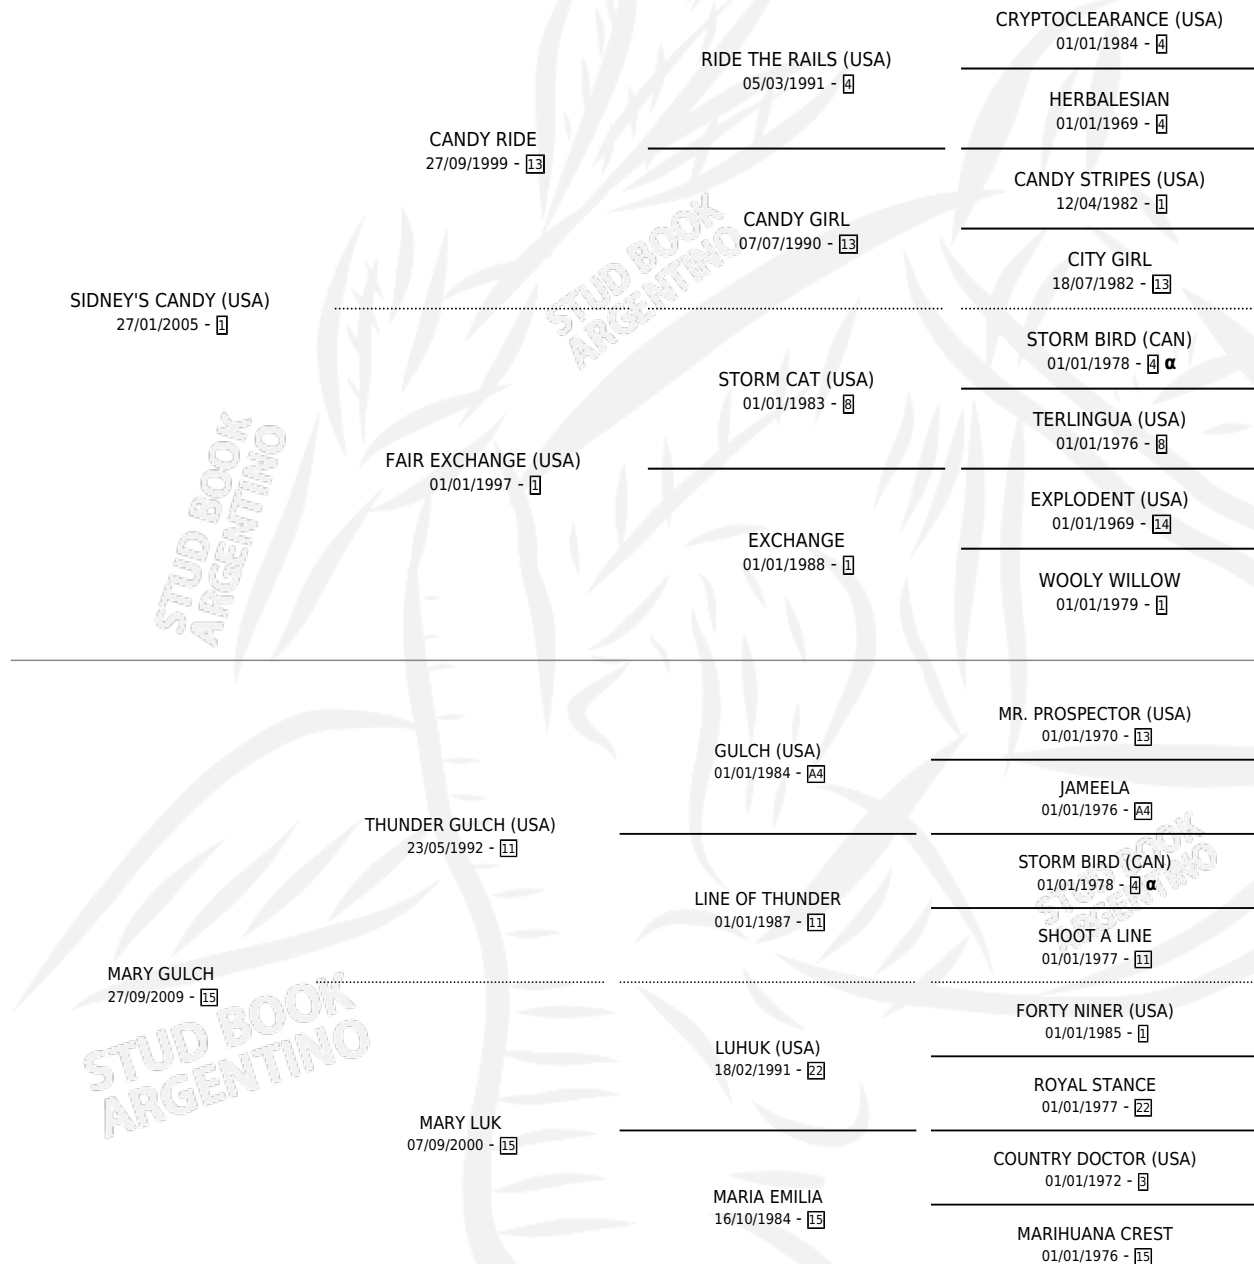 CRYPTOCLEARANCE (USA)
01/01/1984 - 4
RIDE THE RAILS (USA)
05/03/1991 - 4
HERBALESIAN
01/01/1969 - 4
CANDY RIDE
27/09/1999 - 13
CANDY STRIPES (USA)
12/04/1982 - 1
CANDY GIRL
07/07/1990 - 13
CITY GIRL
18/07/1982 - 13
SIDNEY'S CANDY (USA)
27/01/2005 - 1
STORM BIRD (CAN)
01/01/1978 - 4 α
STORM CAT (USA)
01/01/1983 - 8
TERLINGUA (USA)
01/01/1976 - 8
FAIR EXCHANGE (USA)
01/01/1997 - 1
EXPLODENT (USA)
01/01/1969 - 14
EXCHANGE
01/01/1988 - 1
WOOLY WILLOW
01/01/1979 - 1
STUD BOOK
ARGENTINO
STUD BOOK
ARGENTINO
MR. PROSPECTOR (USA)
01/01/1970 - 13
GULCH (USA)
01/01/1984 - A4
JAMEELA
01/01/1976 - A4
THUNDER GULCH (USA)
23/05/1992 - 11
STORM BIRD (CAN)
01/01/1978 - 4 α
LINE OF THUNDER
01/01/1987 - 11
SHOOT A LINE
01/01/1977 - 11
MARY GULCH
27/09/2009 - 15
FORTY NINER (USA)
01/01/1985 - 1
LUHUK (USA)
18/02/1991 - 22
ROYAL STANCE
01/01/1977 - 22
MARY LUK
07/09/2000 - 15
COUNTRY DOCTOR (USA)
01/01/1972 - 3
MARIA EMILIA
16/10/1984 - 15
MARIHUANA CREST
01/01/1976 - 15
STUD BOOK
ARGENTINO
STUD BOOK
ARGENTINO